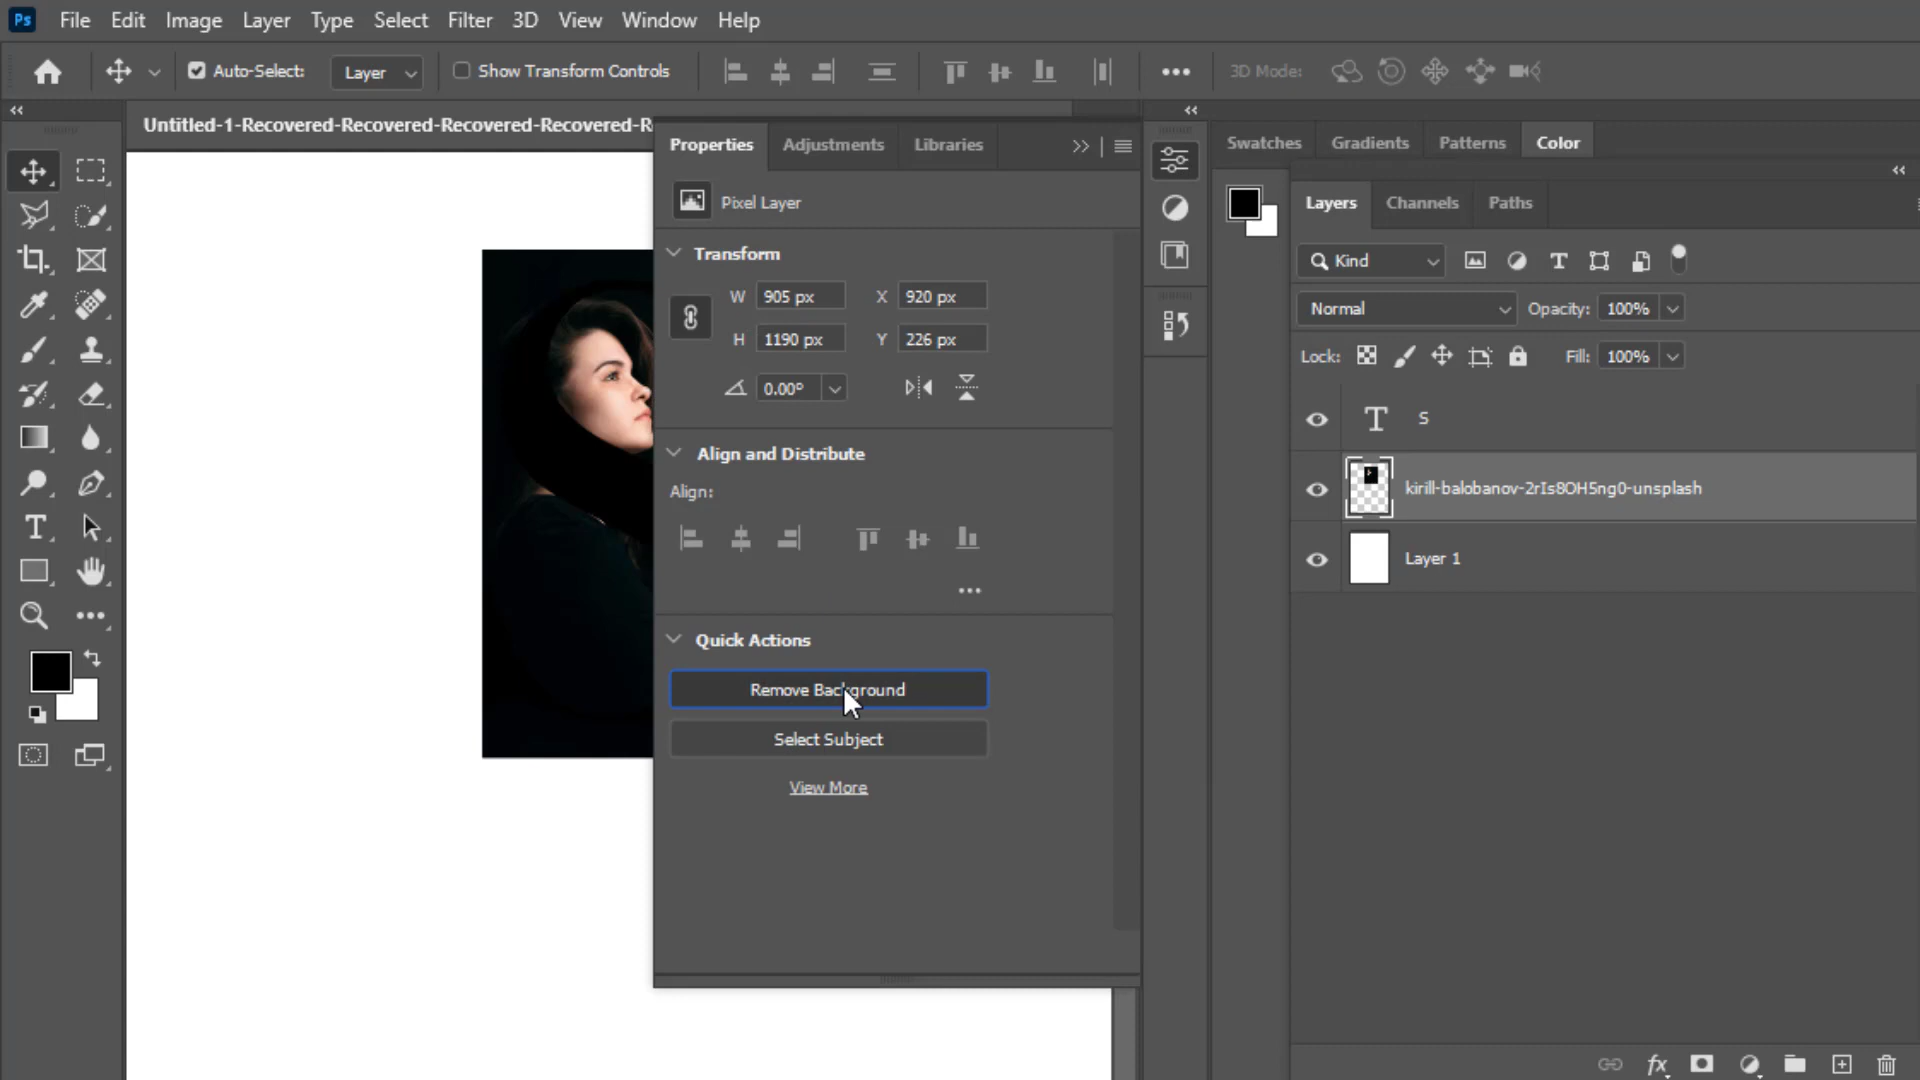 Ps File Edit Image Layer Type Select Filter 3D View Window Help
Auto-Select: Layer Show Transform Controls 3D Mode:
Untitled-1-Recovered-Recovered-Recovered-Recovered-R
Properties Adjustments Libraries
Pixel Layer
Transform
W 905 px X 920 px
H 1190 px Y 226 px
0.00°
Align and Distribute
Align:
Quick Actions
Remove Background
Select Subject
View More
Swatches Gradients Patterns Color
Layers Channels Paths
Kind
Normal Opacity: 100%
Lock: Fill: 100%
S
kirill-balobanov-2rIs8OH5ng0-unsplash
Layer 1
fx